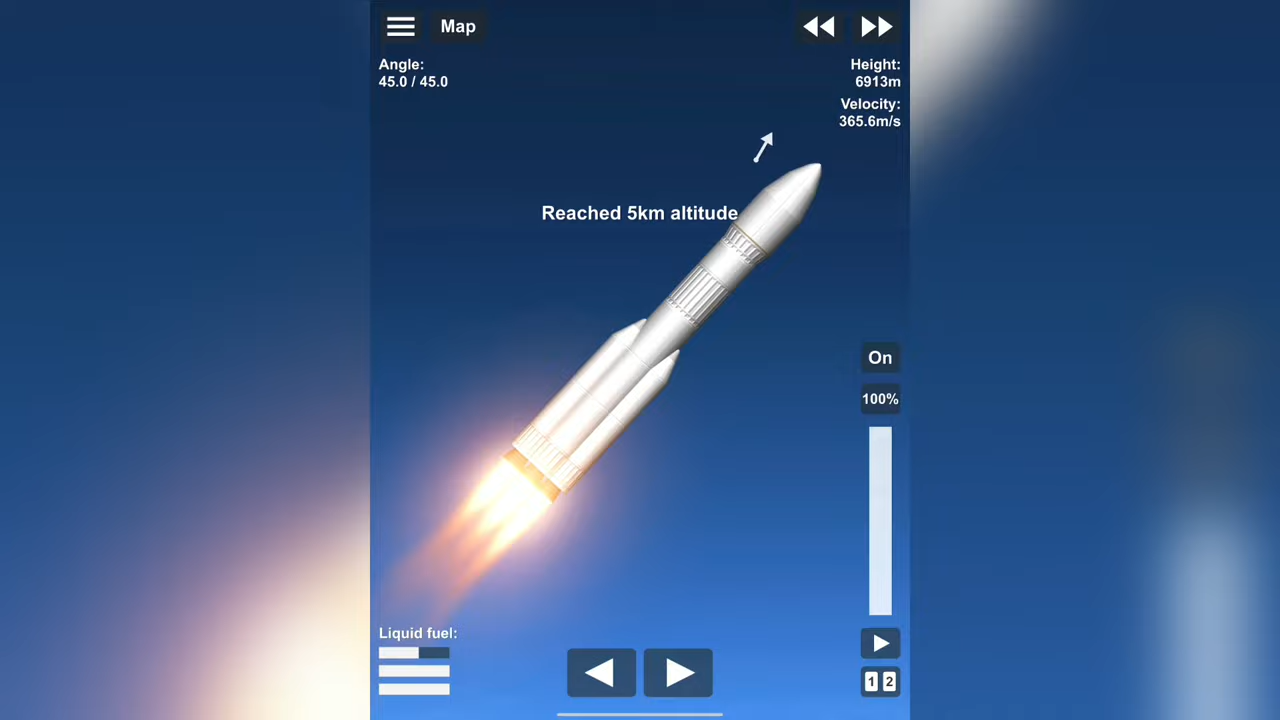 Map
Angle:
45.0 / 45.0
Height:
6913m
Velocity:
365.6m/s
Reached 5km altitude
On
100%
Liquid fuel:
1 2